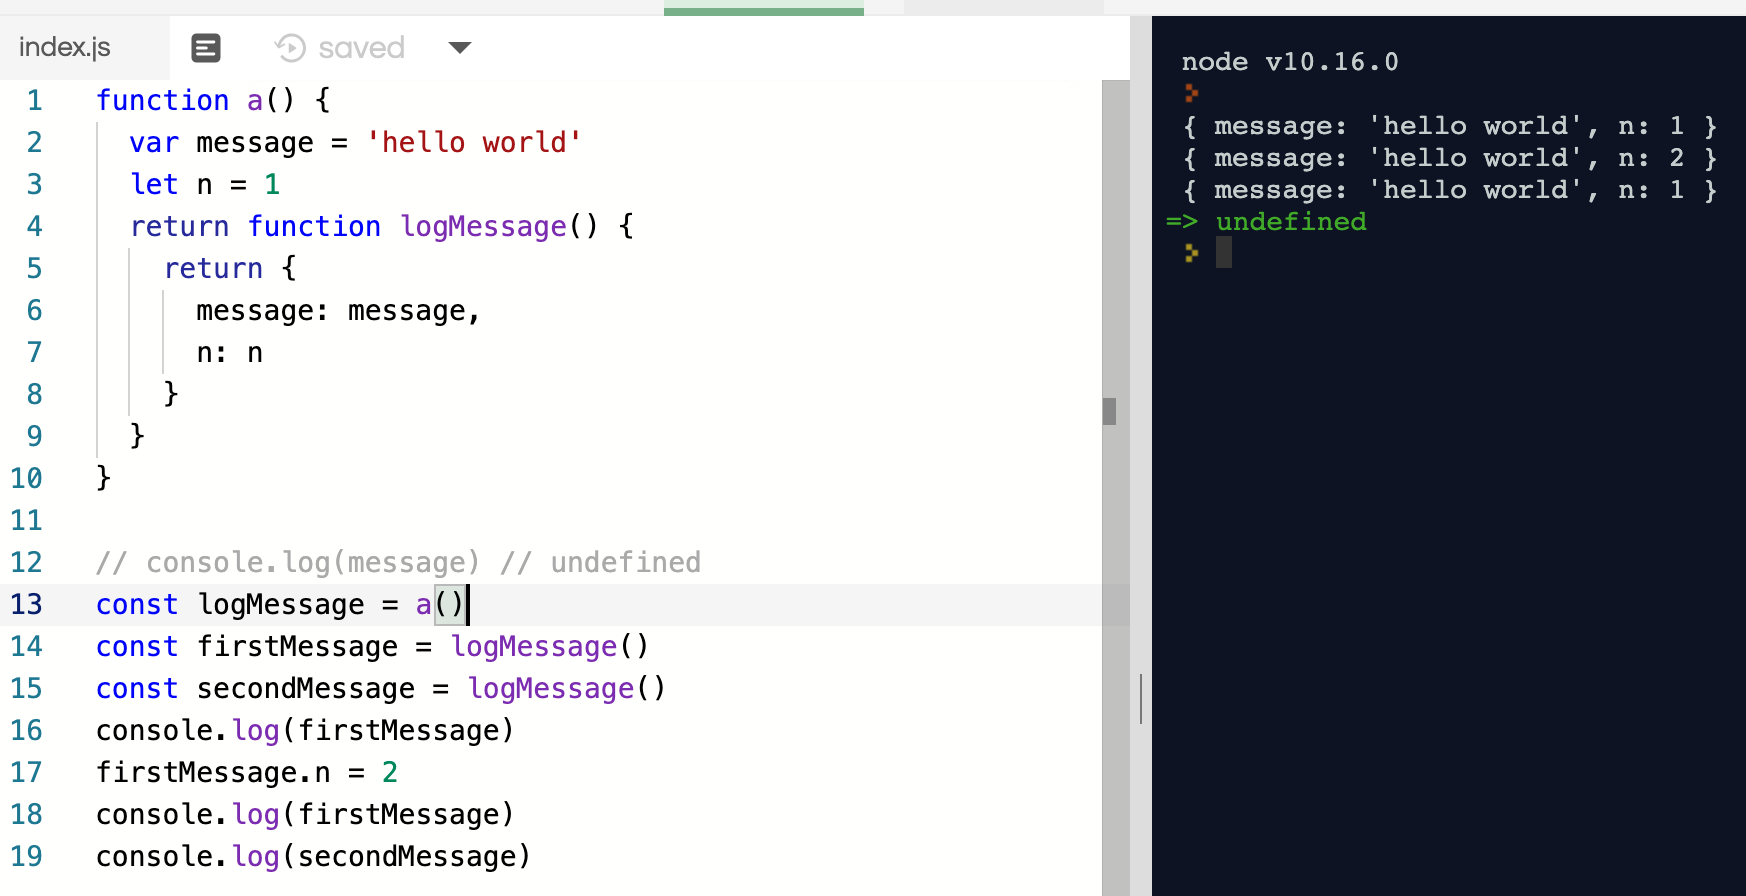 index.js saved
1 function a() {
2 var message = 'hello world'
3 let n = 1
4 return function logMessage() {
5 return {
6 message: message,
7 n: n
8 }
9 }
10 }
11
12 // console.log(message) // undefined
13 const logMessage = a()
14 const firstMessage = logMessage()
15 const secondMessage = logMessage()
16 console.log(firstMessage)
17 firstMessage.n = 2
18 console.log(firstMessage)
19 console.log(secondMessage)
node v10.16.0
{ message: 'hello world', n: 1 }
{ message: 'hello world', n: 2 }
{ message: 'hello world', n: 1 }
=> undefined